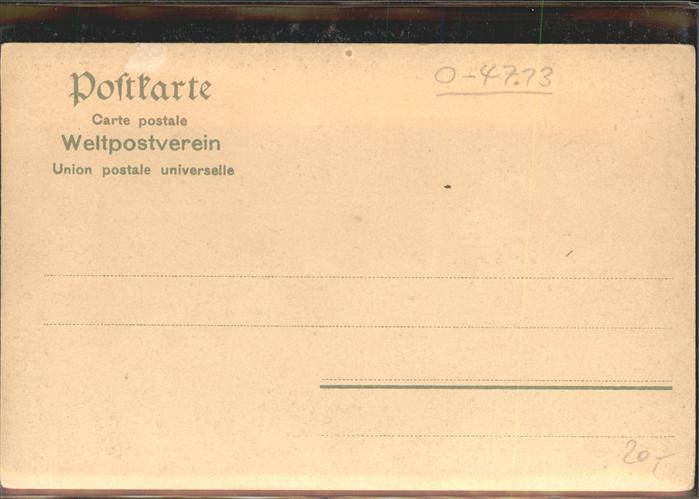 Postkarte
Carte postale
Weltpostverein
Union postale universelle
0-47.73
20,-